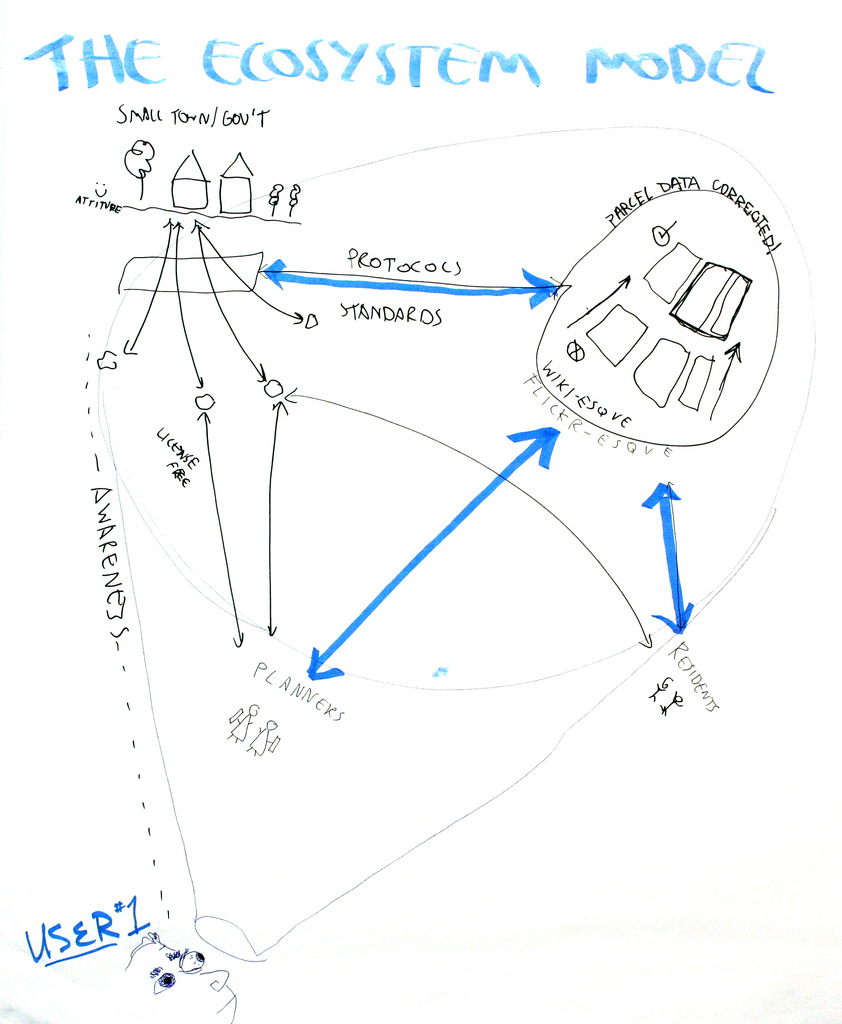 THE ECOSYSTEM MODEL
SMALL TOWN/GOV'T
ATTITUDE
PARCEL DATA CORRECTED!
PROTOCOLS
STANDARDS
WIKI-ESQUE
FLICKR-ESQUE
LICENSE
FREE
AWARENESS
PLANNERS
RESIDENTS
USER #1